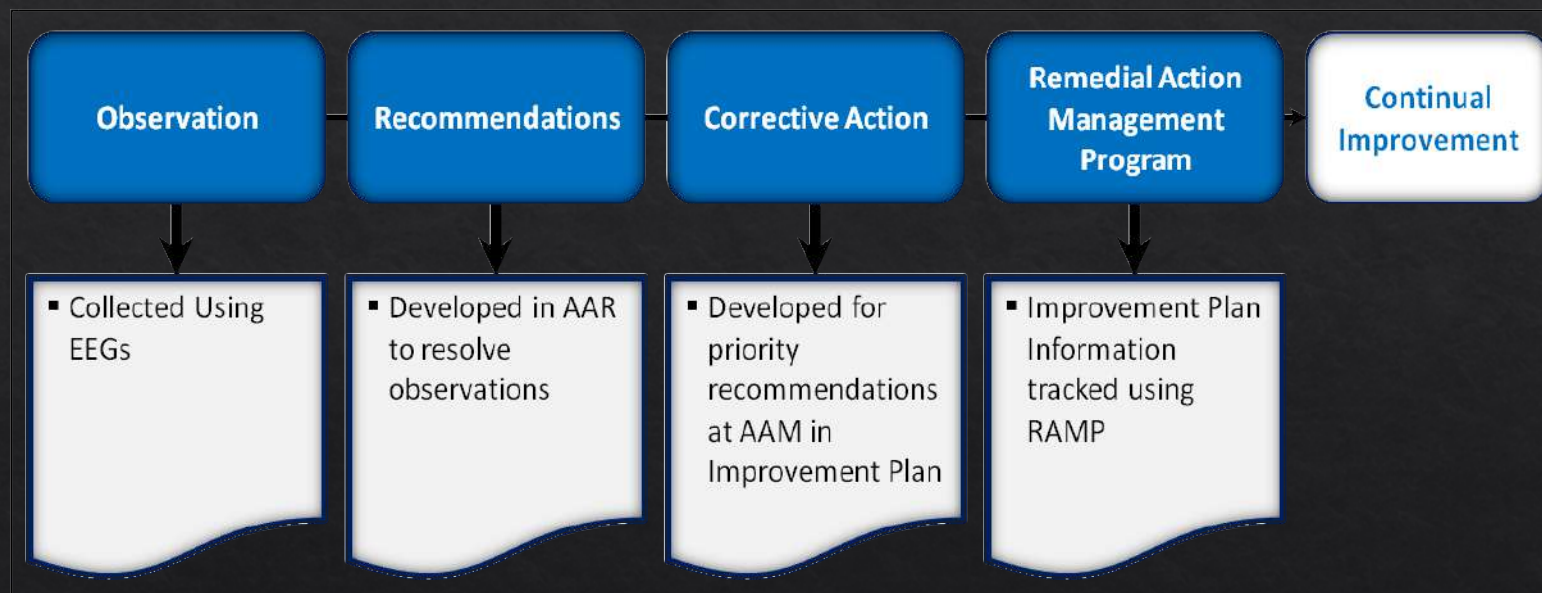 Observation
Recommendations
Corrective Action
Remedial Action
Management
Program
Continual
Improvement
▪ Collected Using
EEGs
▪ Developed in AAR
to resolve
observations
▪ Developed for
priority
recommendations
at AAM in
Improvement Plan
▪ Improvement Plan
Information
tracked using
RAMP